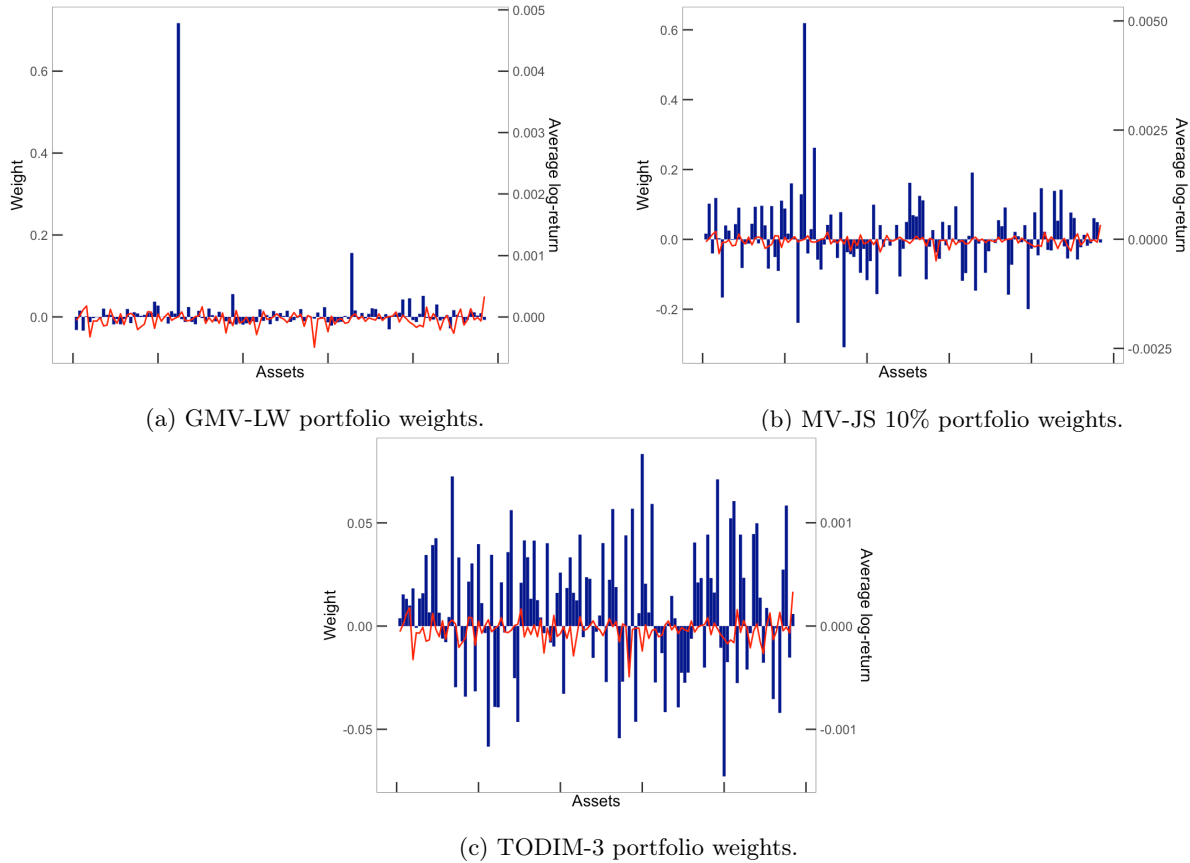 0.005
0.6
0.004
0.003
0.4
Weight
Average log-return
0.002
0.2
0.001
0.0
0.000
Assets
(a) GMV-LW portfolio weights.
0.6
0.0050
0.4
0.0025
Weight
Average log-return
0.2
0.0
0.0000
-0.2
-0.0025
Assets
(b) MV-JS 10% portfolio weights.
0.05
0.001
Weight
Average log-return
0.00
0.000
-0.05
-0.001
Assets
(c) TODIM-3 portfolio weights.